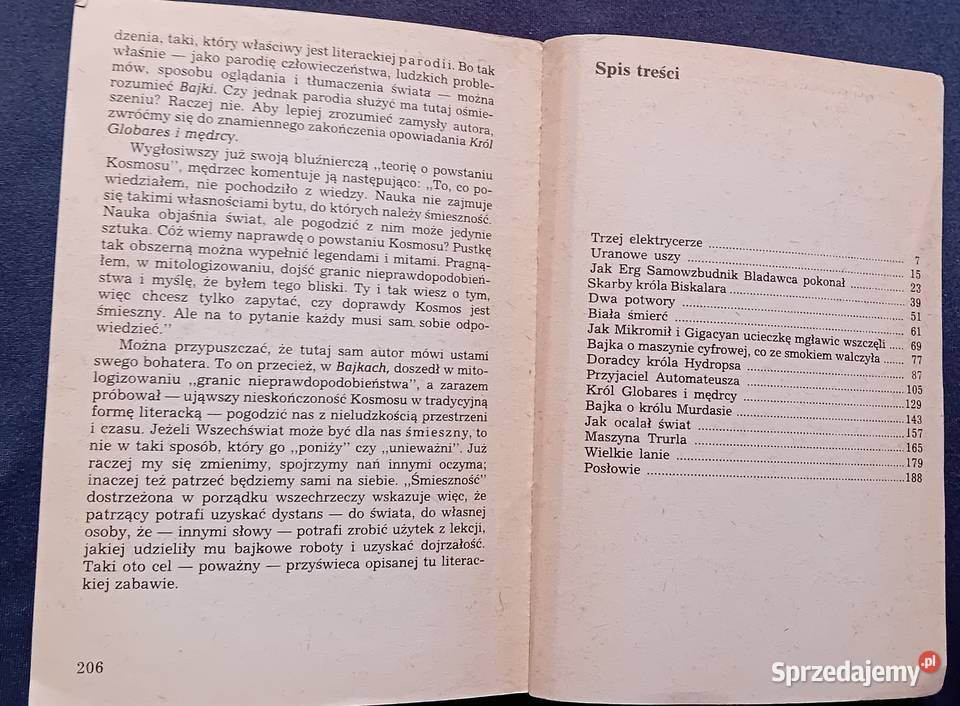 dzenia, taki, który właściwy jest literackiej parodii. Bo tak
właśnie — jako parodię człowieczeństwa, ludzkich proble-
mów, sposobu oglądania i tłumaczenia świata — można
rozumieć Bajki. Czy jednak parodia służyć ma tutaj ośmie-
szeniu? Raczej nie. Aby lepiej zrozumieć zamysły autora,
zwróćmy się do znamiennego zakończenia opowiadania Król
Globares i mędrcy.
Wygłosiwszy już swoją bluźnierczą „teorię o powstaniu
Kosmosu”, mędrzec komentuje ją następująco: „To, co po-
wiedziałem, nie pochodziło z wiedzy. Nauka nie zajmuje
się takimi własnościami bytu, do których należy śmieszność.
Nauka objaśnia świat, ale pogodzić z nim może jedynie
sztuka. Cóż wiemy naprawdę o powstaniu Kosmosu? Pustkę
tak obszerną można wypełnić legendami i mitami. Pragną-
łem, w mitologizowaniu, dojść granic nieprawdopodobień-
stwa i myślę, że byłem tego bliski. Ty i tak wiesz o tym,
więc chcesz tylko zapytać, czy doprawdy Kosmos jest
śmieszny. Ale na to pytanie każdy musi sam sobie odpo-
wiedzieć.”
Można przypuszczać, że tutaj sam autor mówi ustami
swego bohatera. To on przecież, w Bajkach, doszedł w mito-
logizowaniu „granic nieprawdopodobieństwa”, a zarazem
próbował — ująwszy nieskończoność Kosmosu w tradycyjną
formę literacką — pogodzić nas z nieludzkością przestrzeni
i czasu. Jeżeli Wszechświat może być dla nas śmieszny, to
nie w taki sposób, który go „poniży” czy „unieważni”. Już
raczej my się zmienimy, spojrzymy nań innymi oczyma;
inaczej też patrzeć będziemy sami na siebie. „Śmieszność”
dostrzeżona w porządku wszechrzeczy wskazuje więc, że
patrzący potrafi uzyskać dystans — do świata, do własnej
osoby, że — innymi słowy — potrafi zrobić użytek z lekcji,
jakiej udzieliły mu bajkowe roboty i uzyskać dojrzałość.
Taki oto cel — poważny — przyświeca opisanej tu literac-
kiej zabawie.
206
Spis treści
Trzej elektrycerze 7
Uranowe uszy 15
Jak Erg Samowzbudnik Bladawca pokonał 23
Skarby króla Biskalara 39
Dwa potwory 51
Biała śmierć 61
Jak Mikromił i Gigacyan ucieczkę mgławic wszczęli 69
Bajka o maszynie cyfrowej, co ze smokiem walczyła 77
Doradcy króla Hydropsa 87
Przyjaciel Automateusza 105
Król Globares i mędrcy 129
Bajka o królu Murdasie 143
Jak ocalał świat 157
Maszyna Trurla 165
Wielkie lanie 179
Posłowie 188
Sprzedajemy.pl